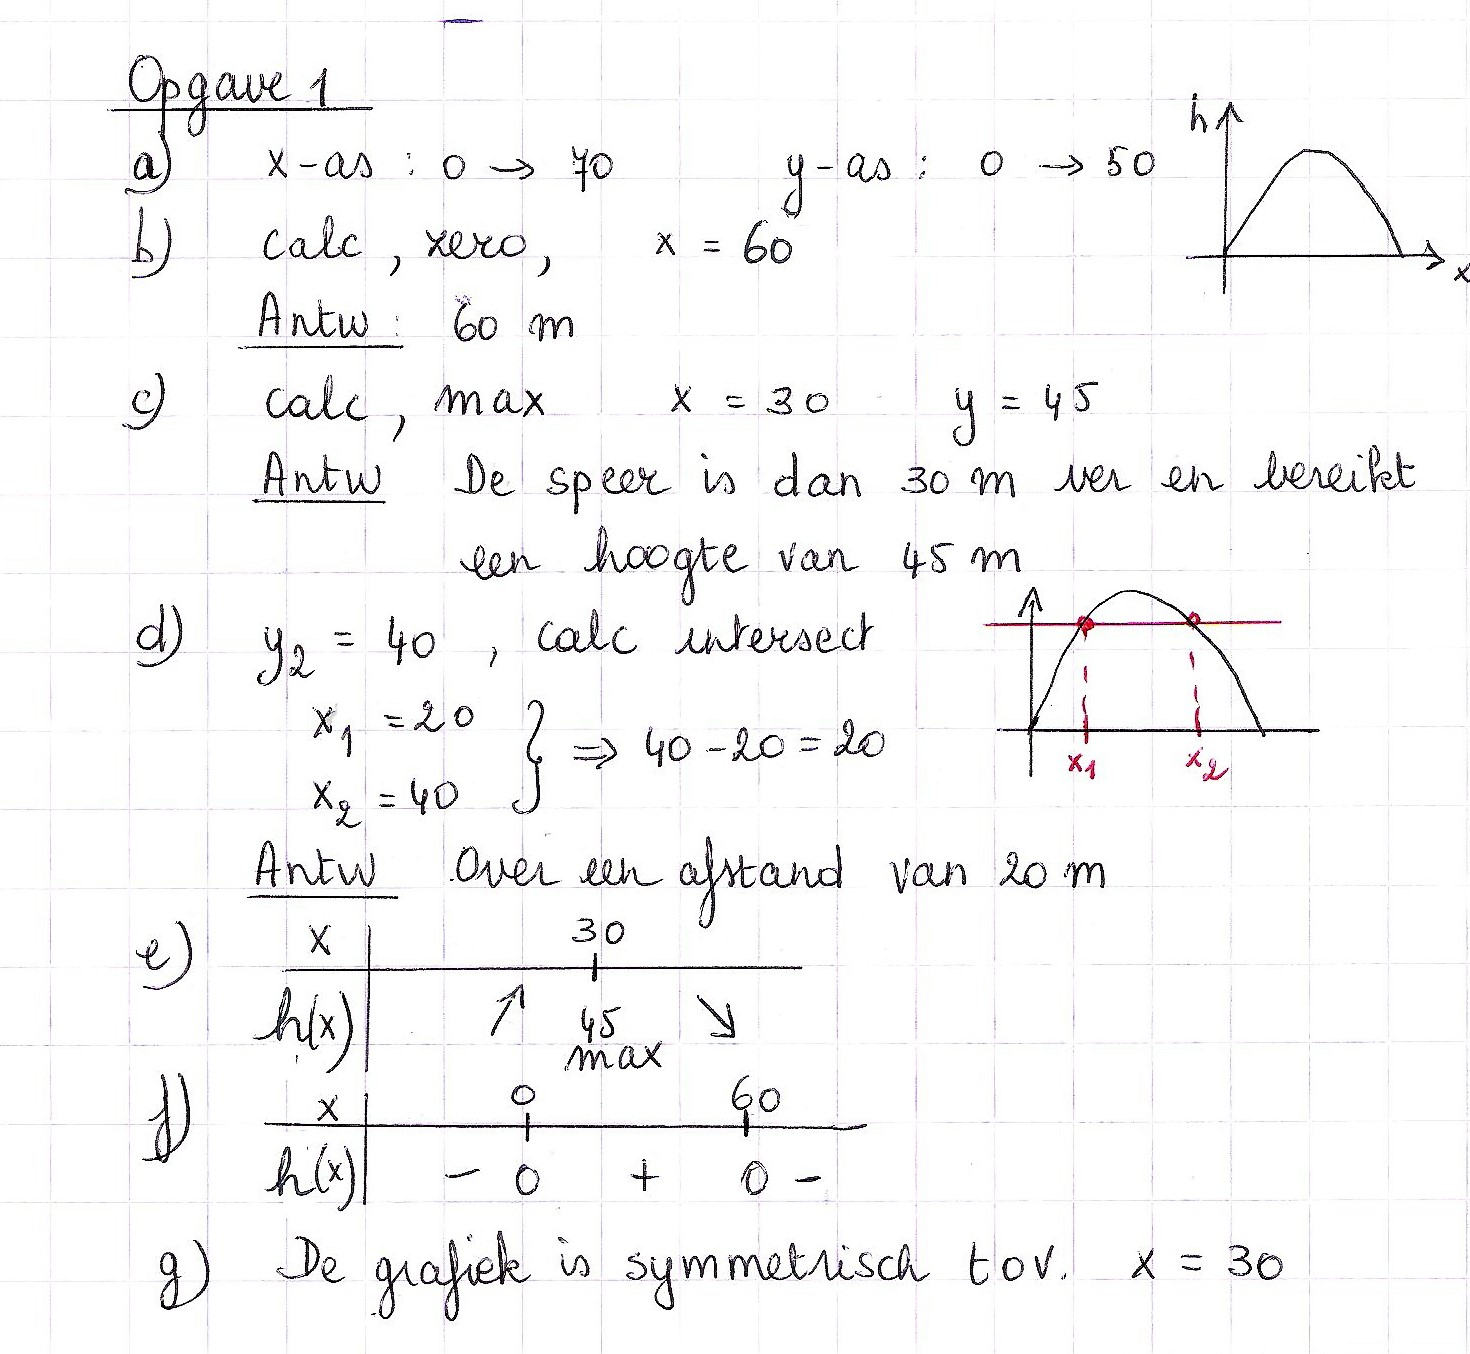 Opgave 1
a) x-as : 0 → 70 y-as : 0 → 50
h
x
b) calc, zero, x = 60
Antw : 60 m
c) calc, max x = 30 y = 45
Antw De speer is dan 30 m ver en bereikt
een hoogte van 45 m
d) y₂ = 40 , calc intersect
x₁ = 20
x₂ = 40 } ⇒ 40 - 20 = 20
x₁ x₂
Antw Over een afstand van 20 m
e) x 30
h(x) ↗ 45 ↘
max
f) x 0 60
h(x) - 0 + 0 -
g) De grafiek is symmetrisch tov. x = 30